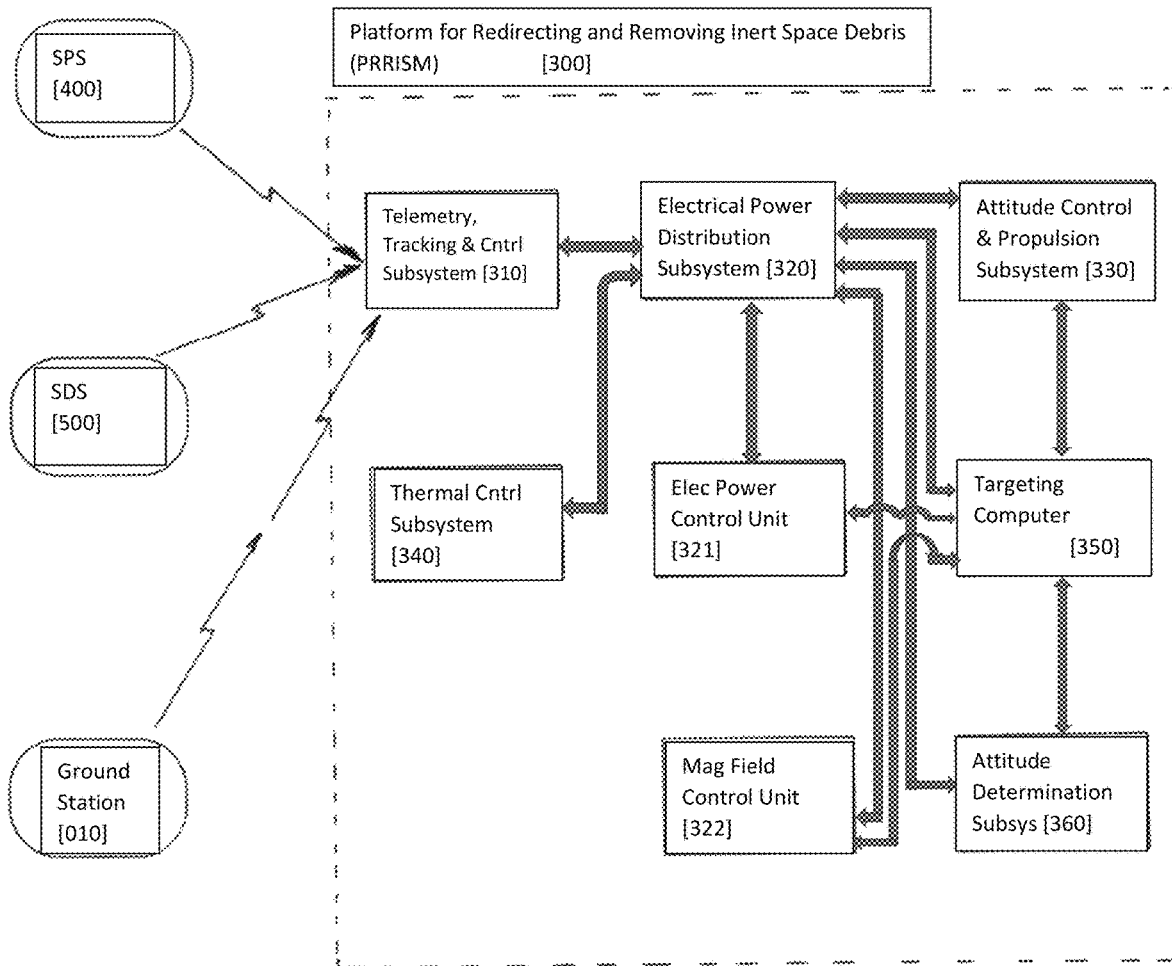 Platform for Redirecting and Removing Inert Space Debris
(PRRISM) [300]
SPS
[400]
SDS
[500]
Ground
Station
[010]
Telemetry,
Tracking & Cntrl
Subsystem [310]
Electrical Power
Distribution
Subsystem [320]
Attitude Control
& Propulsion
Subsystem [330]
Thermal Cntrl
Subsystem
[340]
Elec Power
Control Unit
[321]
Targeting
Computer
[350]
Mag Field
Control Unit
[322]
Attitude
Determination
Subsys [360]